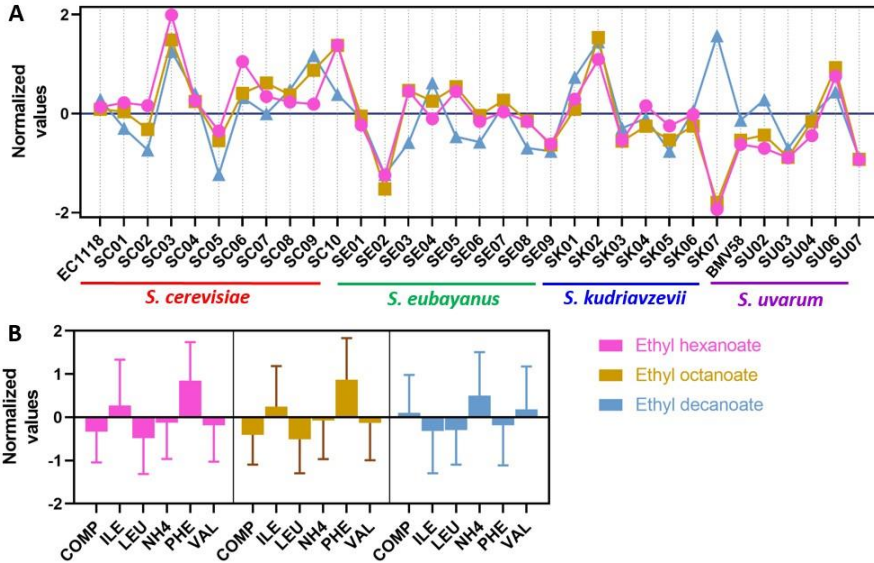 A
Normalized
values
2
0
-2
EC1118
SC01
SC02
SC03
SC04
SC05
SC06
SC07
SC08
SC09
SC10
SE01
SE02
SE03
SE04
SE05
SE06
SE07
SE08
SE09
SK01
SK02
SK03
SK04
SK05
SK06
SK07
BMV58
SU02
SU03
SU04
SU06
SU07
S. cerevisiae
S. eubayanus
S. kudriavzevii
S. uvarum
B
Normalized
values
2
1
0
-1
-2
COMP
ILE
LEU
NH4
PHE
VAL
COMP
ILE
LEU
NH4
PHE
VAL
COMP
ILE
LEU
NH4
PHE
VAL
Ethyl hexanoate
Ethyl octanoate
Ethyl decanoate